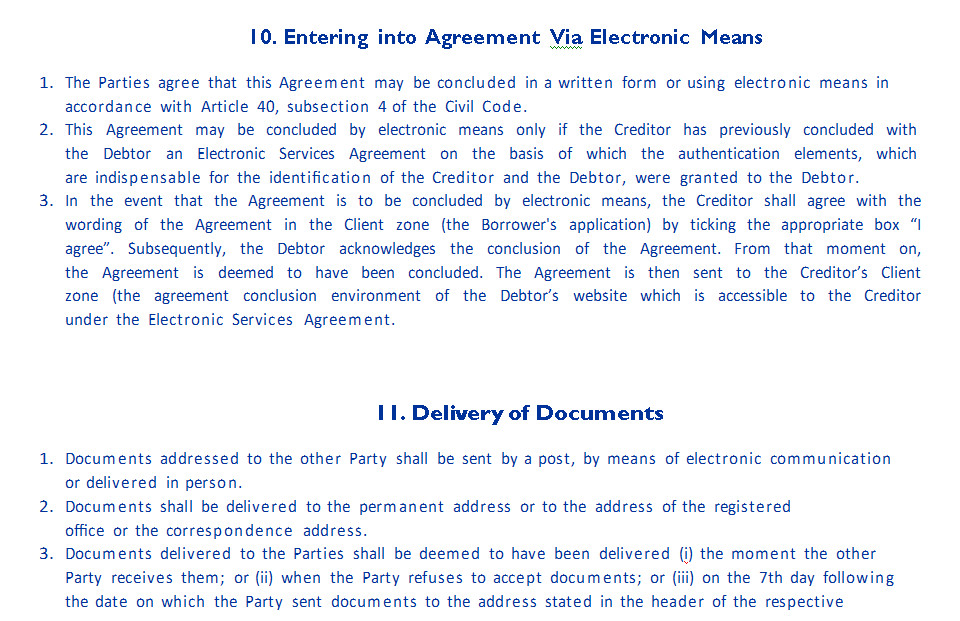 10. Entering into Agreement Via Electronic Means
1. The Parties agree that this Agreement may be concluded in a written form or using electronic means in
accordance with Article 40, subsection 4 of the Civil Code.
2. This Agreement may be concluded by electronic means only if the Creditor has previously concluded with
the Debtor an Electronic Services Agreement on the basis of which the authentication elements, which
are indispensable for the identification of the Creditor and the Debtor, were granted to the Debtor.
3. In the event that the Agreement is to be concluded by electronic means, the Creditor shall agree with the
wording of the Agreement in the Client zone (the Borrower's application) by ticking the appropriate box “I
agree”. Subsequently, the Debtor acknowledges the conclusion of the Agreement. From that moment on,
the Agreement is deemed to have been concluded. The Agreement is then sent to the Creditor’s Client
zone (the agreement conclusion environment of the Debtor’s website which is accessible to the Creditor
under the Electronic Services Agreement.
11. Delivery of Documents
1. Documents addressed to the other Party shall be sent by a post, by means of electronic communication
or delivered in person.
2. Documents shall be delivered to the permanent address or to the address of the registered
office or the correspondence address.
3. Documents delivered to the Parties shall be deemed to have been delivered (i) the moment the other
Party receives them; or (ii) when the Party refuses to accept documents; or (iii) on the 7th day following
the date on which the Party sent documents to the address stated in the header of the respective